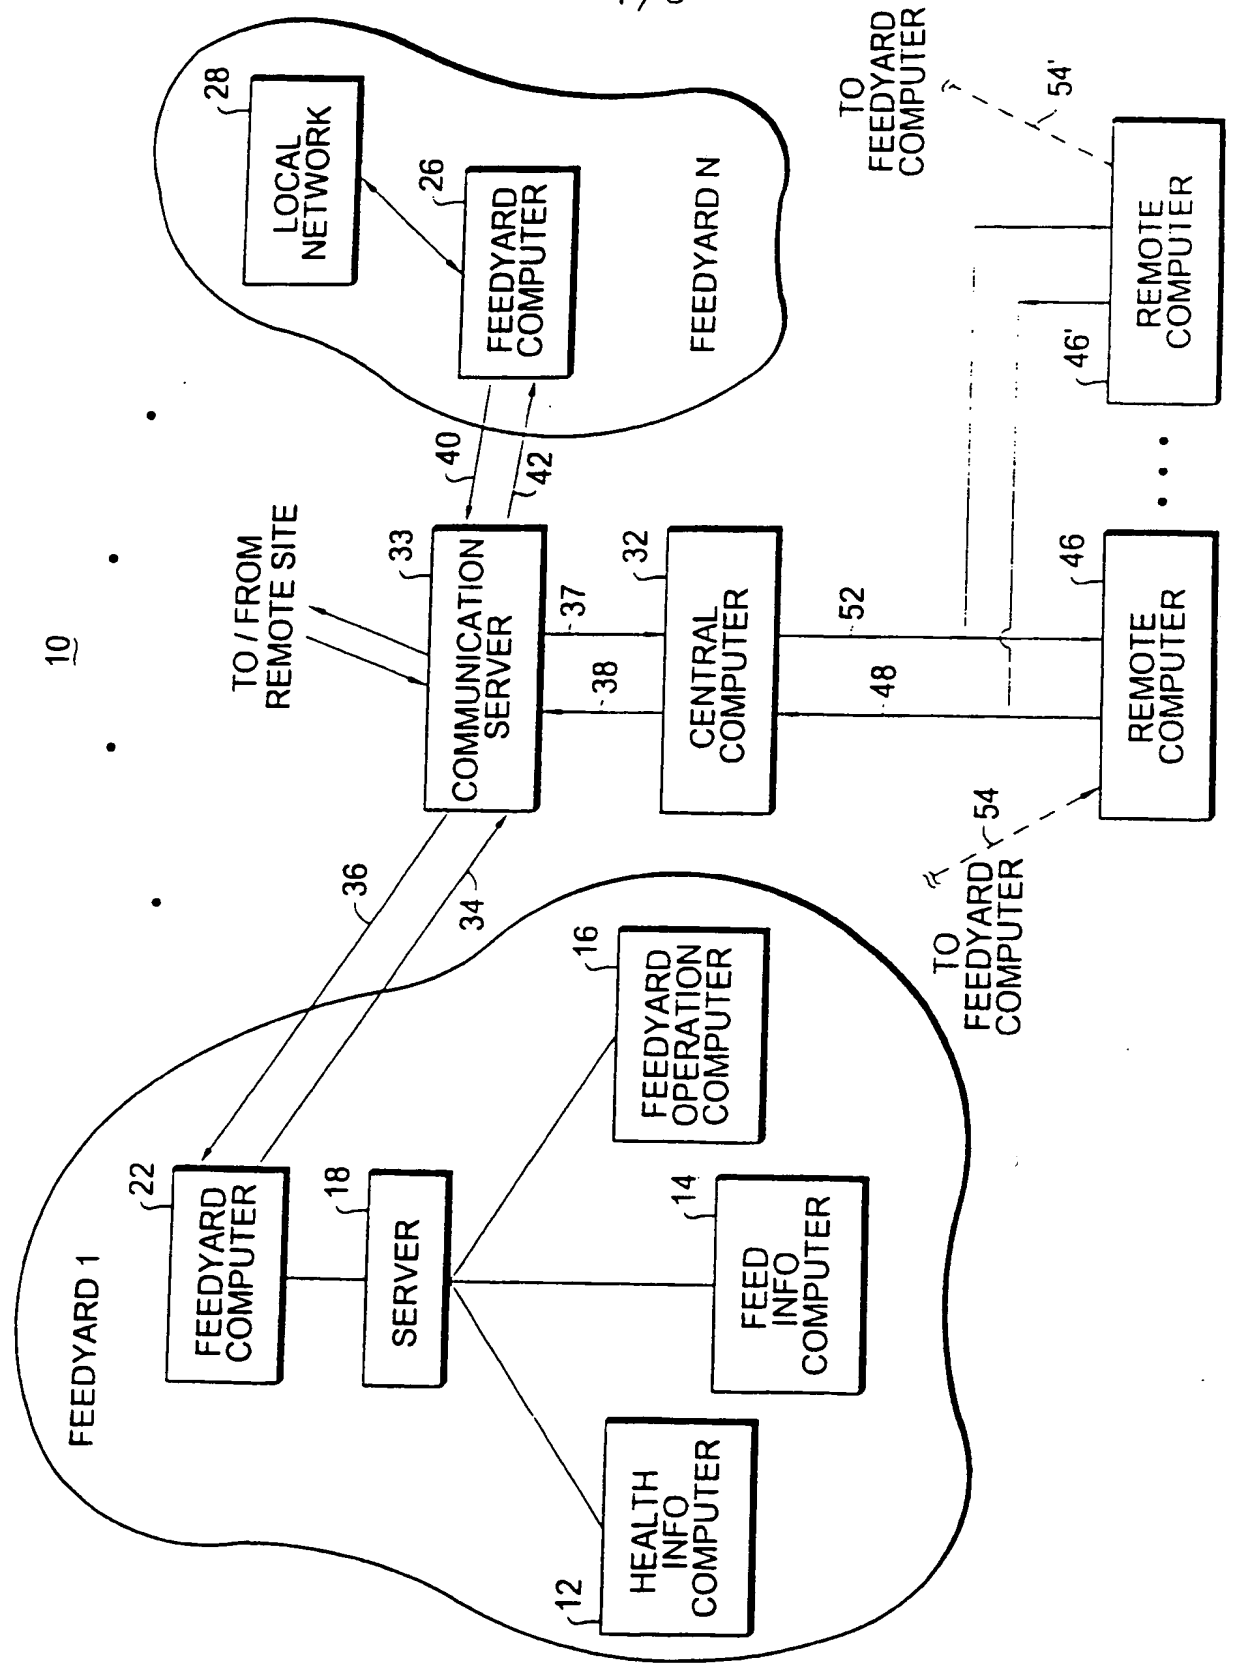 10
FEEDYARD 1
22
FEEDYARD
COMPUTER
18
SERVER
12
HEALTH
INFO
COMPUTER
14
FEED
INFO
COMPUTER
16
FEEDYARD
OPERATION
COMPUTER
36
34
TO / FROM
REMOTE SITE
33
COMMUNICATION
SERVER
40
42
28
LOCAL
NETWORK
26
FEEDYARD
COMPUTER
FEEDYARD N
38
37
32
CENTRAL
COMPUTER
48
52
TO
FEEDYARD
COMPUTER
54
46
REMOTE
COMPUTER
46'
REMOTE
COMPUTER
TO
FEEDYARD
COMPUTER
54'